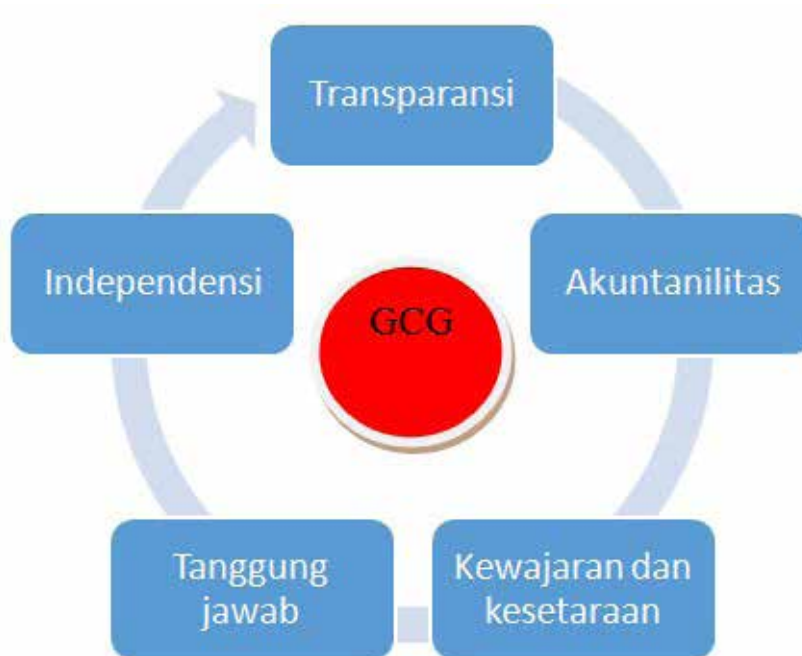 Transparansi
Independensi
Akuntanilitas
GCG
Tanggung
jawab
Kewajaran dan
kesetaraan